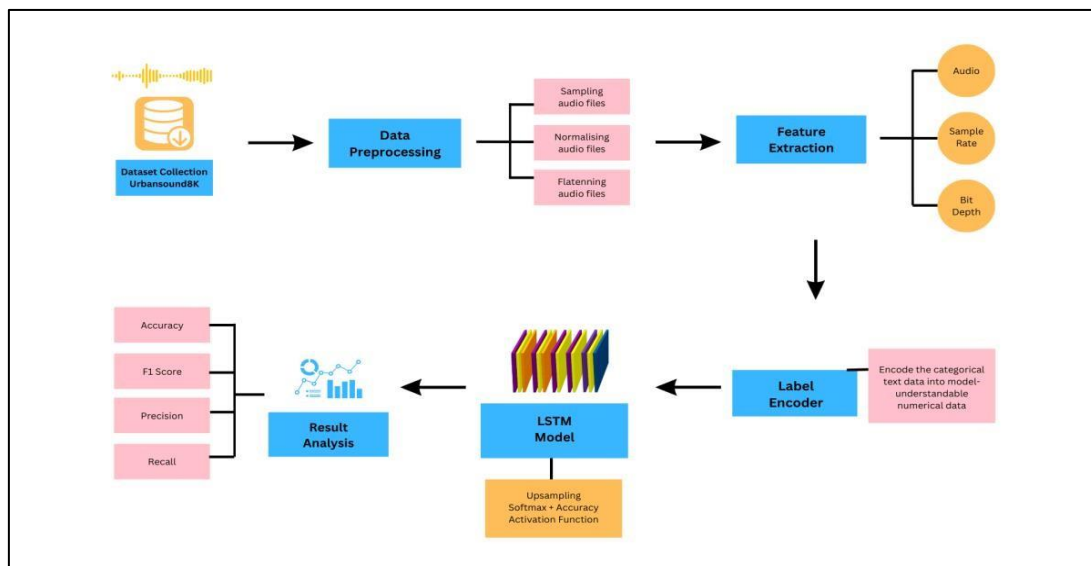 Dataset Collection
Urbansound8K
Data
Preprocessing
Sampling
audio files
Normalising
audio files
Flatenning
audio files
Feature
Extraction
Audio
Sample
Rate
Bit
Depth
Encode the categorical
text data into model-
understandable
numerical data
Label
Encoder
LSTM
Model
Upsampling
Softmax + Accuracy
Activation Function
Result
Analysis
Accuracy
F1 Score
Precision
Recall